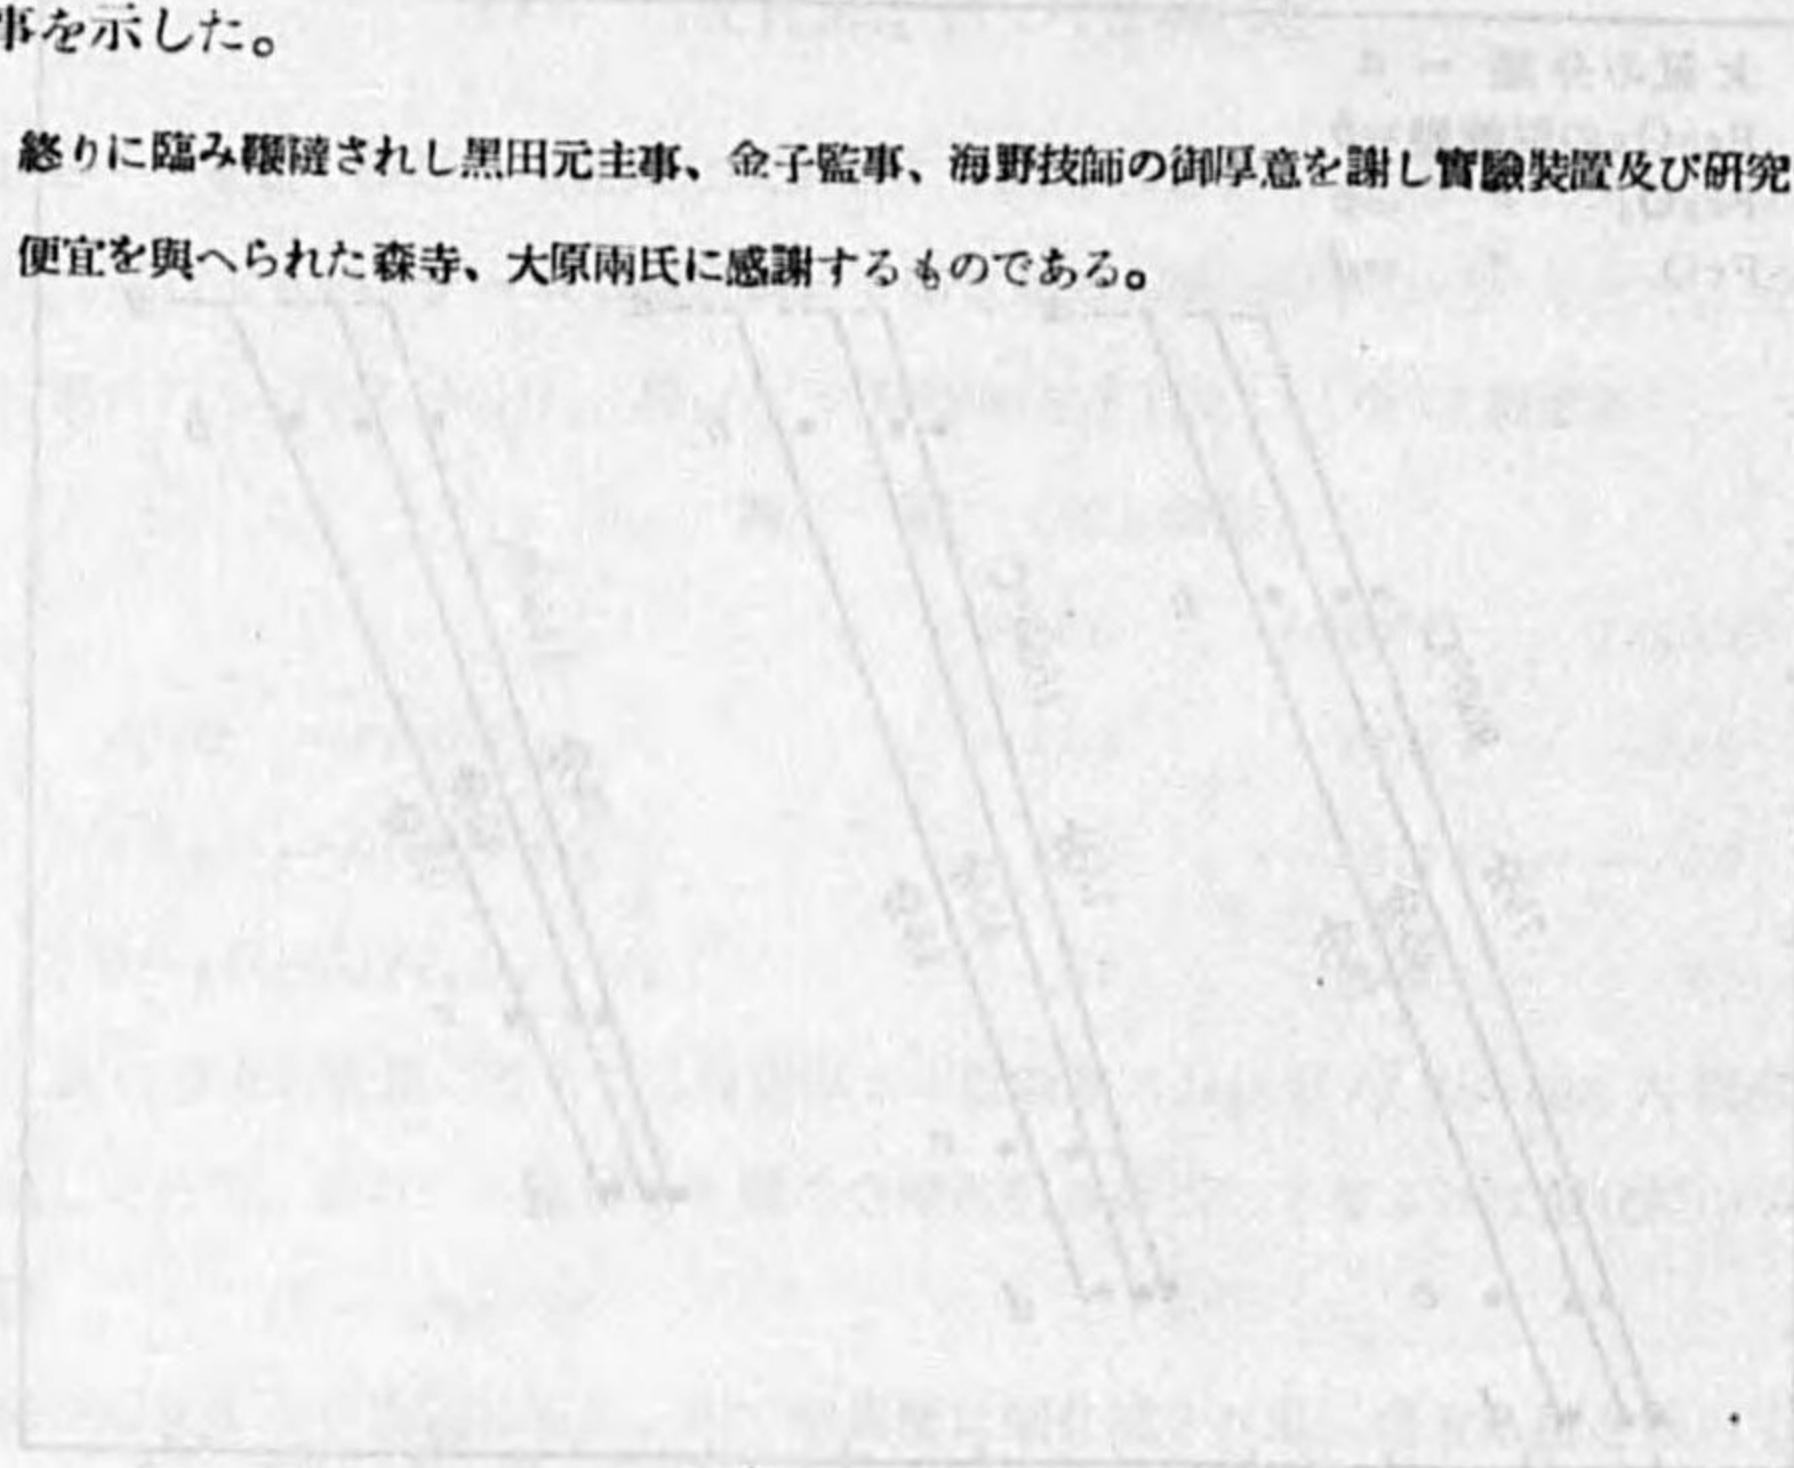 事を示した。
終りに臨み鞭撻されし黑田元主事、金子監事、海野技師の御厚意を謝し實驗裝置及び研究
便宜を與へられた森寺、大原兩氏に感謝するものである。